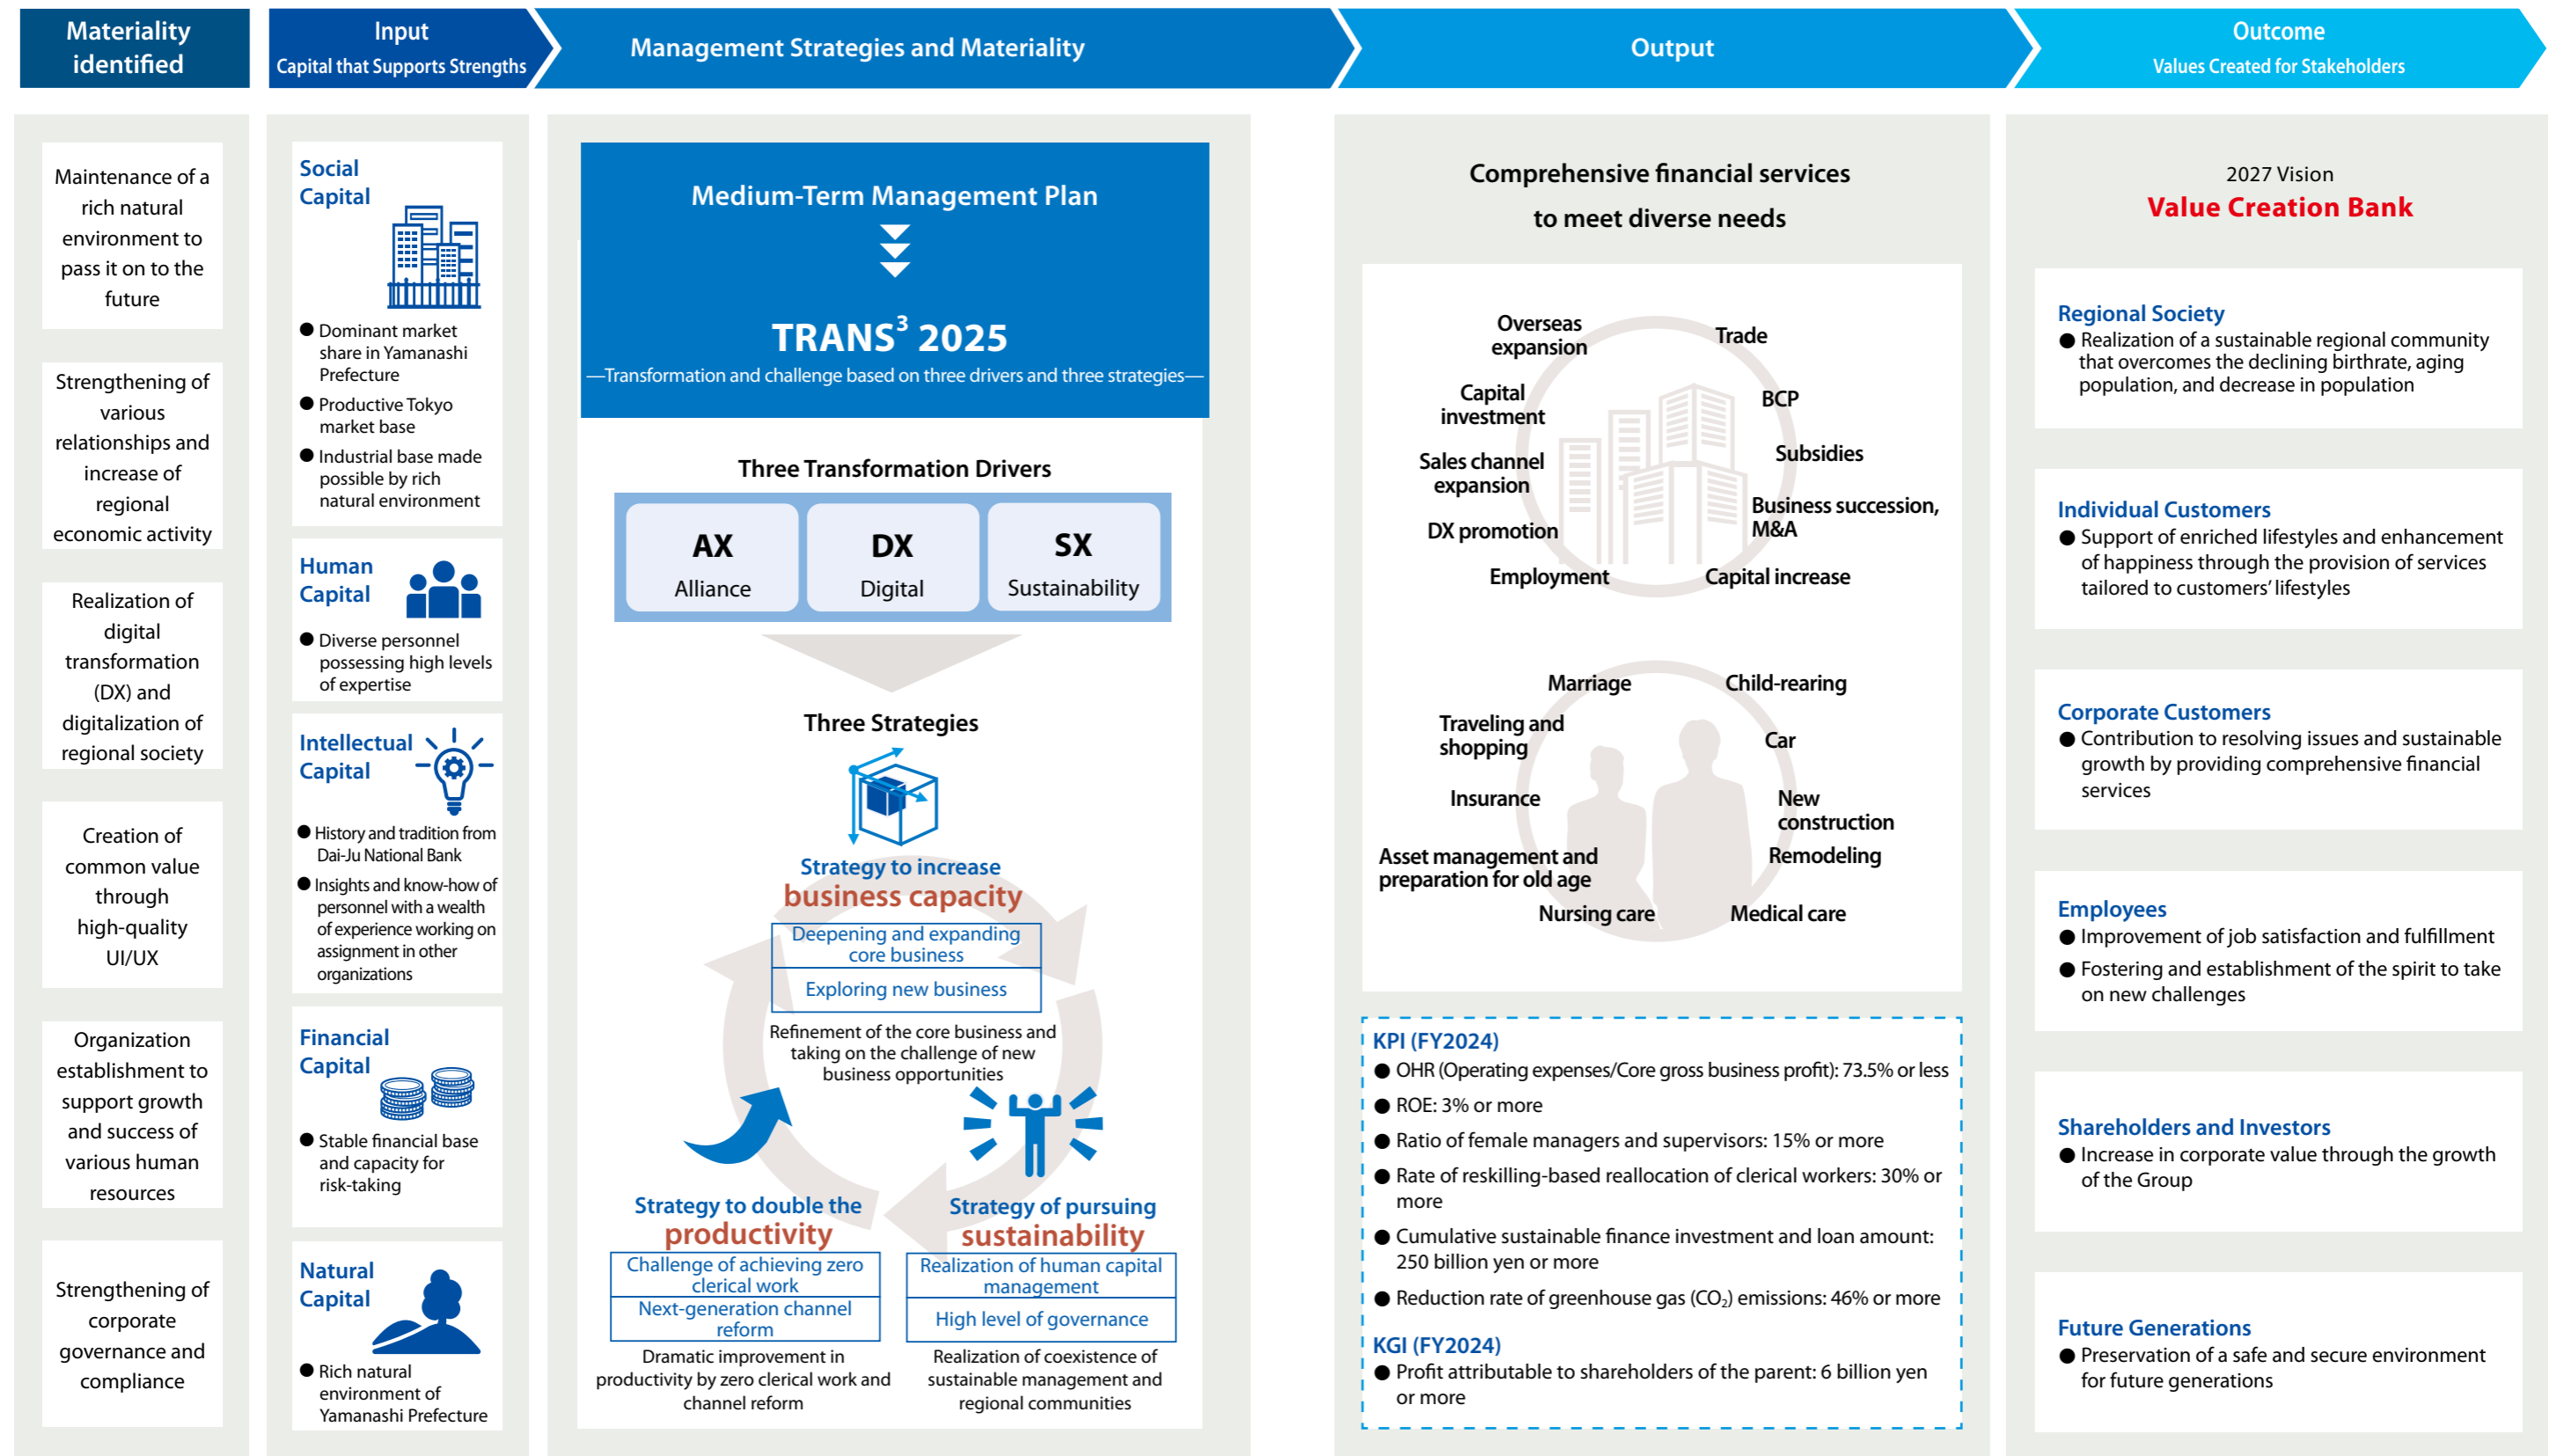 Materiality
identified
Input
Capital that Supports Strengths
Management Strategies and Materiality
Output
Outcome
Values Created for Stakeholders
Maintenance of a
rich natural
environment to
pass it on to the
future
Strengthening of
various
relationships and
increase of
regional
economic activity
Realization of
digital
transformation
(DX) and
digitalization of
regional society
Creation of
common value
through
high-quality
UI/UX
Organization
establishment to
support growth
and success of
various human
resources
Strengthening of
corporate
governance and
compliance
Social
Capital
● Dominant market
share in Yamanashi
Prefecture
● Productive Tokyo
market base
● Industrial base made
possible by rich
natural environment
Human
Capital
● Diverse personnel
possessing high levels
of expertise
Intellectual
Capital
● History and tradition from
Dai-Ju National Bank
● Insights and know-how of
personnel with a wealth
of experience working on
assignment in other
organizations
Financial
Capital
● Stable financial base
and capacity for
risk-taking
Natural
Capital
● Rich natural
environment of
Yamanashi Prefecture
Medium-Term Management Plan
TRANS³ 2025
—Transformation and challenge based on three drivers and three strategies—
Three Transformation Drivers
AX
Alliance
DX
Digital
SX
Sustainability
Three Strategies
Strategy to increase
business capacity
Deepening and expanding
core business
Exploring new business
Refinement of the core business and
taking on the challenge of new
business opportunities
Strategy to double the
productivity
Challenge of achieving zero
clerical work
Next-generation channel
reform
Dramatic improvement in
productivity by zero clerical work and
channel reform
Strategy of pursuing
sustainability
Realization of human capital
management
High level of governance
Realization of coexistence of
sustainable management and
regional communities
Comprehensive financial services
to meet diverse needs
Overseas
expansion
Trade
Capital
investment
BCP
Sales channel
expansion
Subsidies
DX promotion
Business succession,
M&A
Employment
Capital increase
Marriage
Child-rearing
Traveling and
shopping
Car
Insurance
New
construction
Asset management and
preparation for old age
Remodeling
Nursing care
Medical care
KPI (FY2024)
● OHR (Operating expenses/Core gross business profit): 73.5% or less
● ROE: 3% or more
● Ratio of female managers and supervisors: 15% or more
● Rate of reskilling-based reallocation of clerical workers: 30% or
more
● Cumulative sustainable finance investment and loan amount:
250 billion yen or more
● Reduction rate of greenhouse gas (CO₂) emissions: 46% or more
KGI (FY2024)
● Profit attributable to shareholders of the parent: 6 billion yen
or more
2027 Vision
Value Creation Bank
Regional Society
● Realization of a sustainable regional community
that overcomes the declining birthrate, aging
population, and decrease in population
Individual Customers
● Support of enriched lifestyles and enhancement
of happiness through the provision of services
tailored to customers’ lifestyles
Corporate Customers
● Contribution to resolving issues and sustainable
growth by providing comprehensive financial
services
Employees
● Improvement of job satisfaction and fulfillment
● Fostering and establishment of the spirit to take
on new challenges
Shareholders and Investors
● Increase in corporate value through the growth
of the Group
Future Generations
● Preservation of a safe and secure environment
for future generations